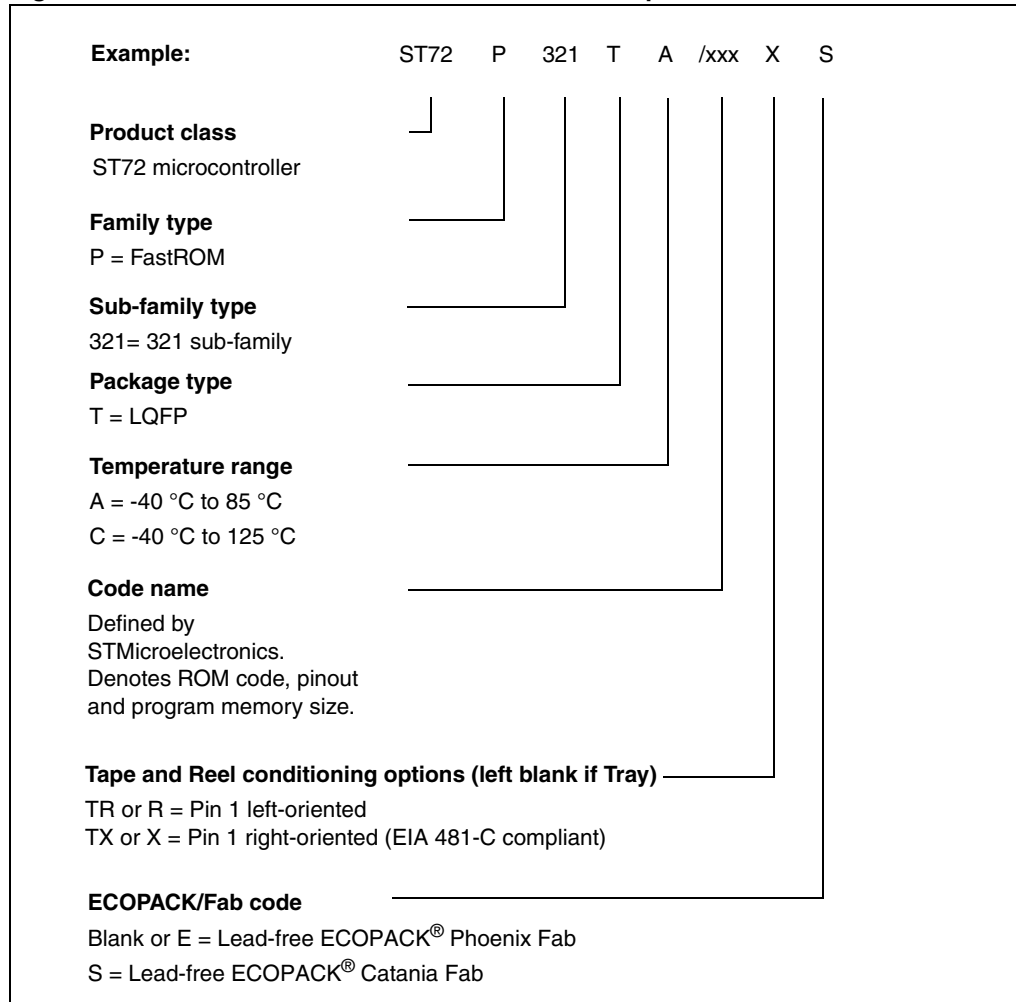 Example: ST72 P 321 T A /xxx X S
Product class
ST72 microcontroller
Family type
P = FastROM
Sub-family type
321= 321 sub-family
Package type
T = LQFP
Temperature range
A = -40 °C to 85 °C
C = -40 °C to 125 °C
Code name
Defined by
STMicroelectronics.
Denotes ROM code, pinout
and program memory size.
Tape and Reel conditioning options (left blank if Tray)
TR or R = Pin 1 left-oriented
TX or X = Pin 1 right-oriented (EIA 481-C compliant)
ECOPACK/Fab code
Blank or E = Lead-free ECOPACK® Phoenix Fab
S = Lead-free ECOPACK® Catania Fab